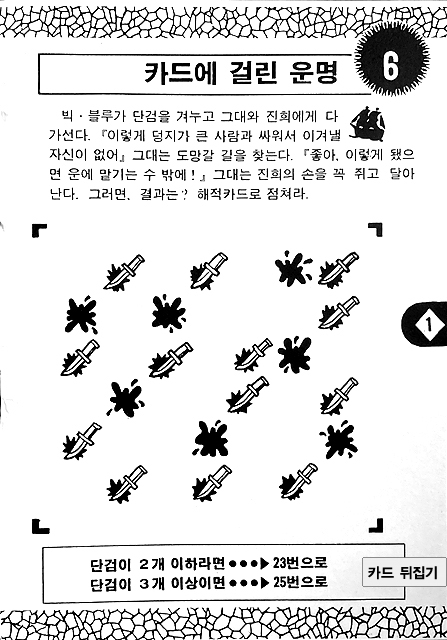 카드에 걸린 운명
6
빅·블루가 단검을 겨누고 그대와 진희에게 다
가선다. 『이렇게 덩지가 큰 사람과 싸워서 이겨낼
자신이 없어』 그대는 도망갈 길을 찾는다. 『좋아, 이렇게 됐으
면 운에 맡기는 수 밖에!』 그대는 진희의 손을 꼭 쥐고 달아
난다. 그러면, 결과는? 해적카드로 점쳐라.
1
단검이 2개 이하라면●●●▶23번으로
단검이 3개 이상이면●●●▶25번으로
카드 뒤집기